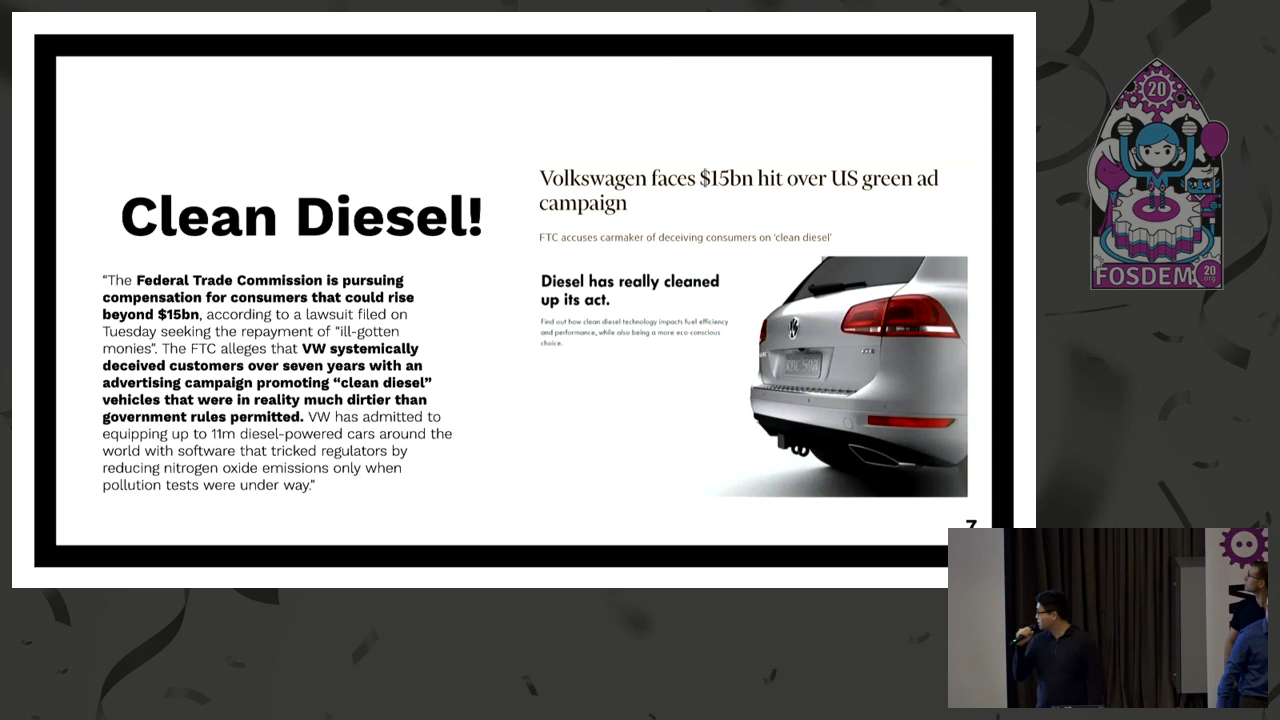 Clean Diesel!
“The Federal Trade Commission is pursuing
compensation for consumers that could rise
beyond $15bn, according to a lawsuit filed on
Tuesday seeking the repayment of “ill-gotten
monies”. The FTC alleges that VW systemically
deceived customers over seven years with an
advertising campaign promoting “clean diesel”
vehicles that were in reality much dirtier than
government rules permitted. VW has admitted to
equipping up to 11m diesel-powered cars around the
world with software that tricked regulators by
reducing nitrogen oxide emissions only when
pollution tests were under way.”
Volkswagen faces $15bn hit over US green ad
campaign
FTC accuses carmaker of deceiving consumers on ‘clean diesel’
Diesel has really cleaned
up its act.
Find out how clean diesel technology impacts fuel efficiency
and performance, while also being a more eco-conscious
choice.
7
20
FOSDEM
20
.org